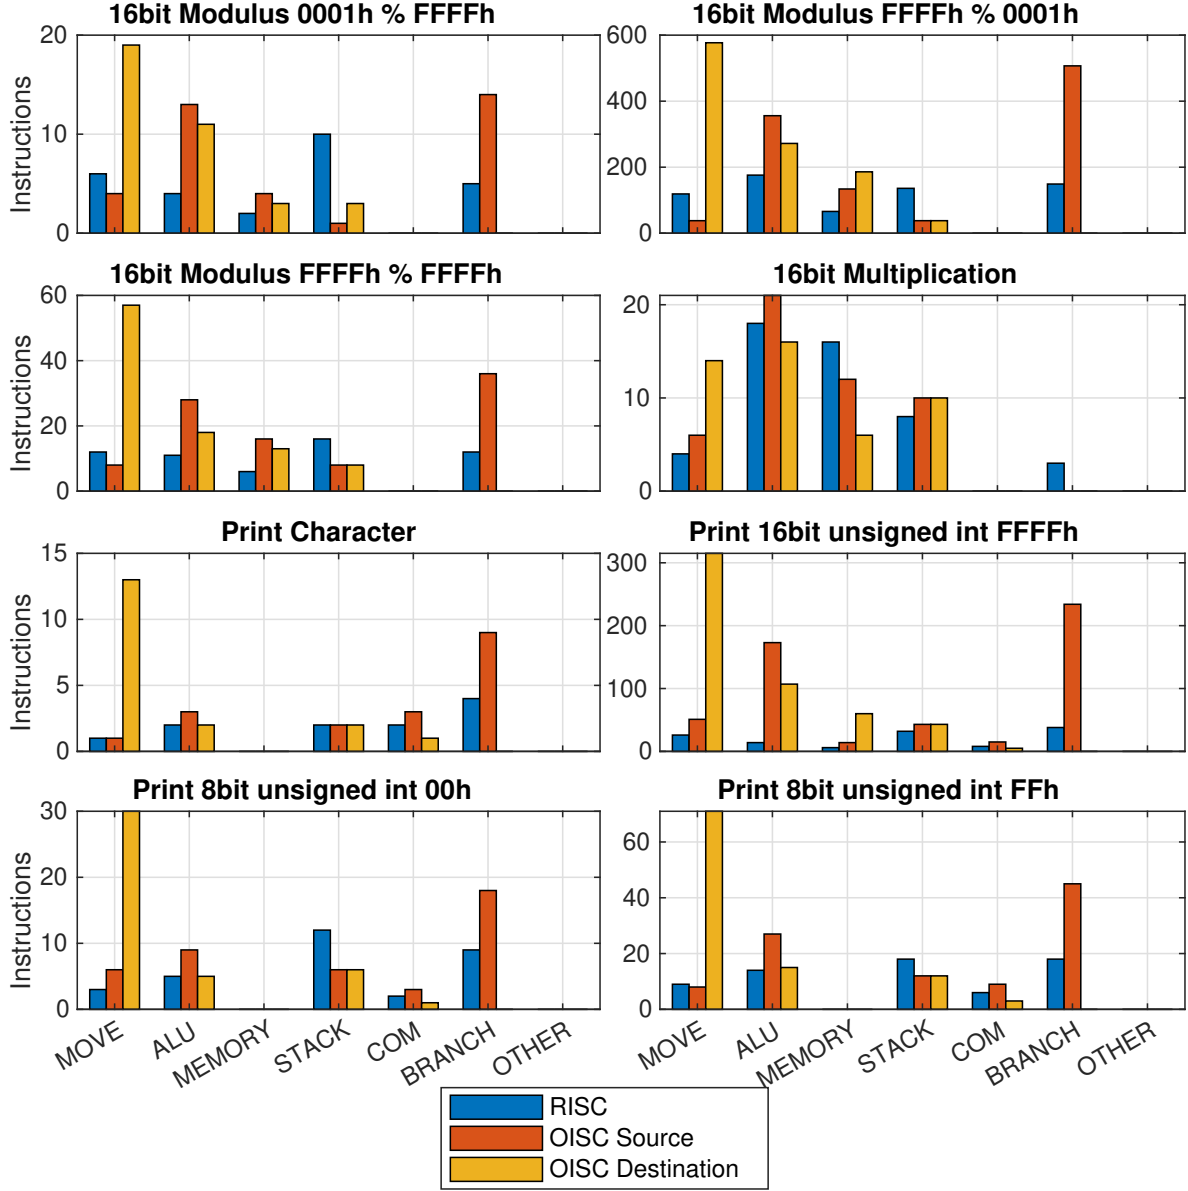 16bit Modulus 0001h % FFFFh
16bit Modulus FFFFh % 0001h
Instructions
20
10
0
600
400
200
0
16bit Modulus FFFFh % FFFFh
16bit Multiplication
Instructions
60
40
20
0
20
10
0
Print Character
Print 16bit unsigned int FFFFh
Instructions
15
10
5
0
300
200
100
0
Print 8bit unsigned int 00h
Print 8bit unsigned int FFh
Instructions
30
20
10
0
60
40
20
0
MOVE
ALU
MEMORY
STACK
COM
BRANCH
OTHER
MOVE
ALU
MEMORY
STACK
COM
BRANCH
OTHER
RISC
OISC Source
OISC Destination